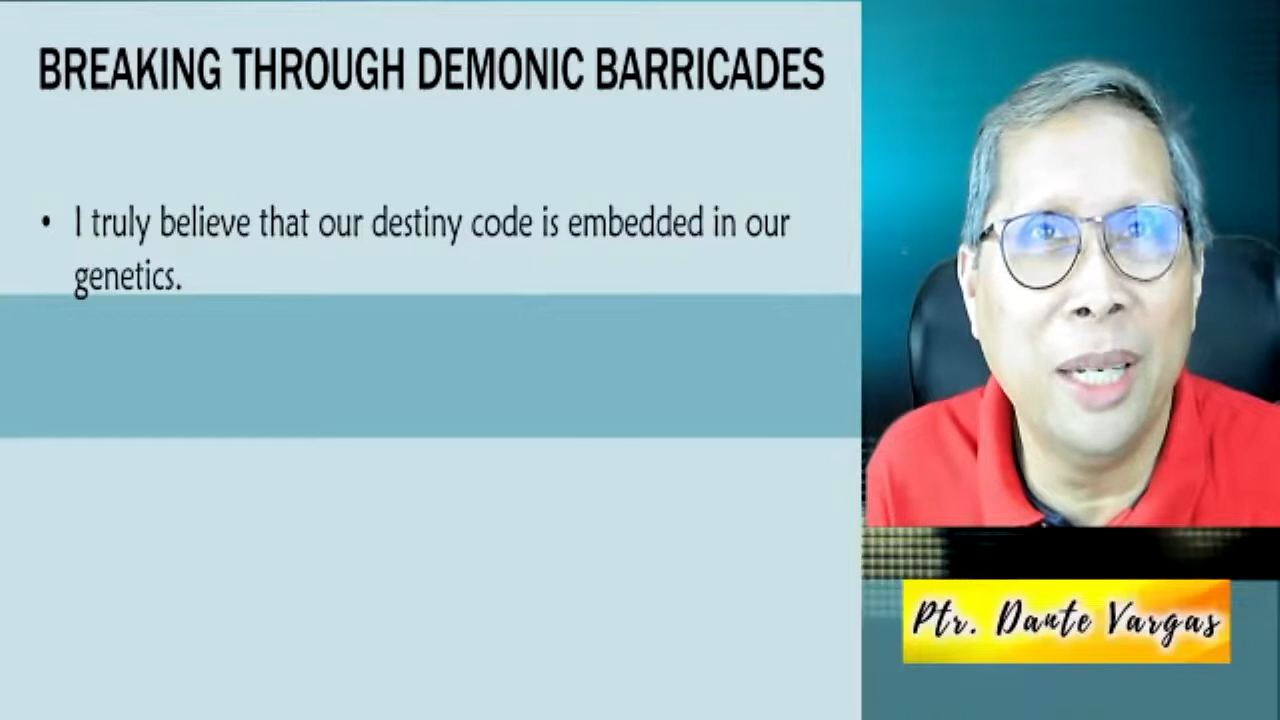 BREAKING THROUGH DEMONIC BARRICADES
• I truly believe that our destiny code is embedded in our
genetics.
Ptr. Dante Vargas